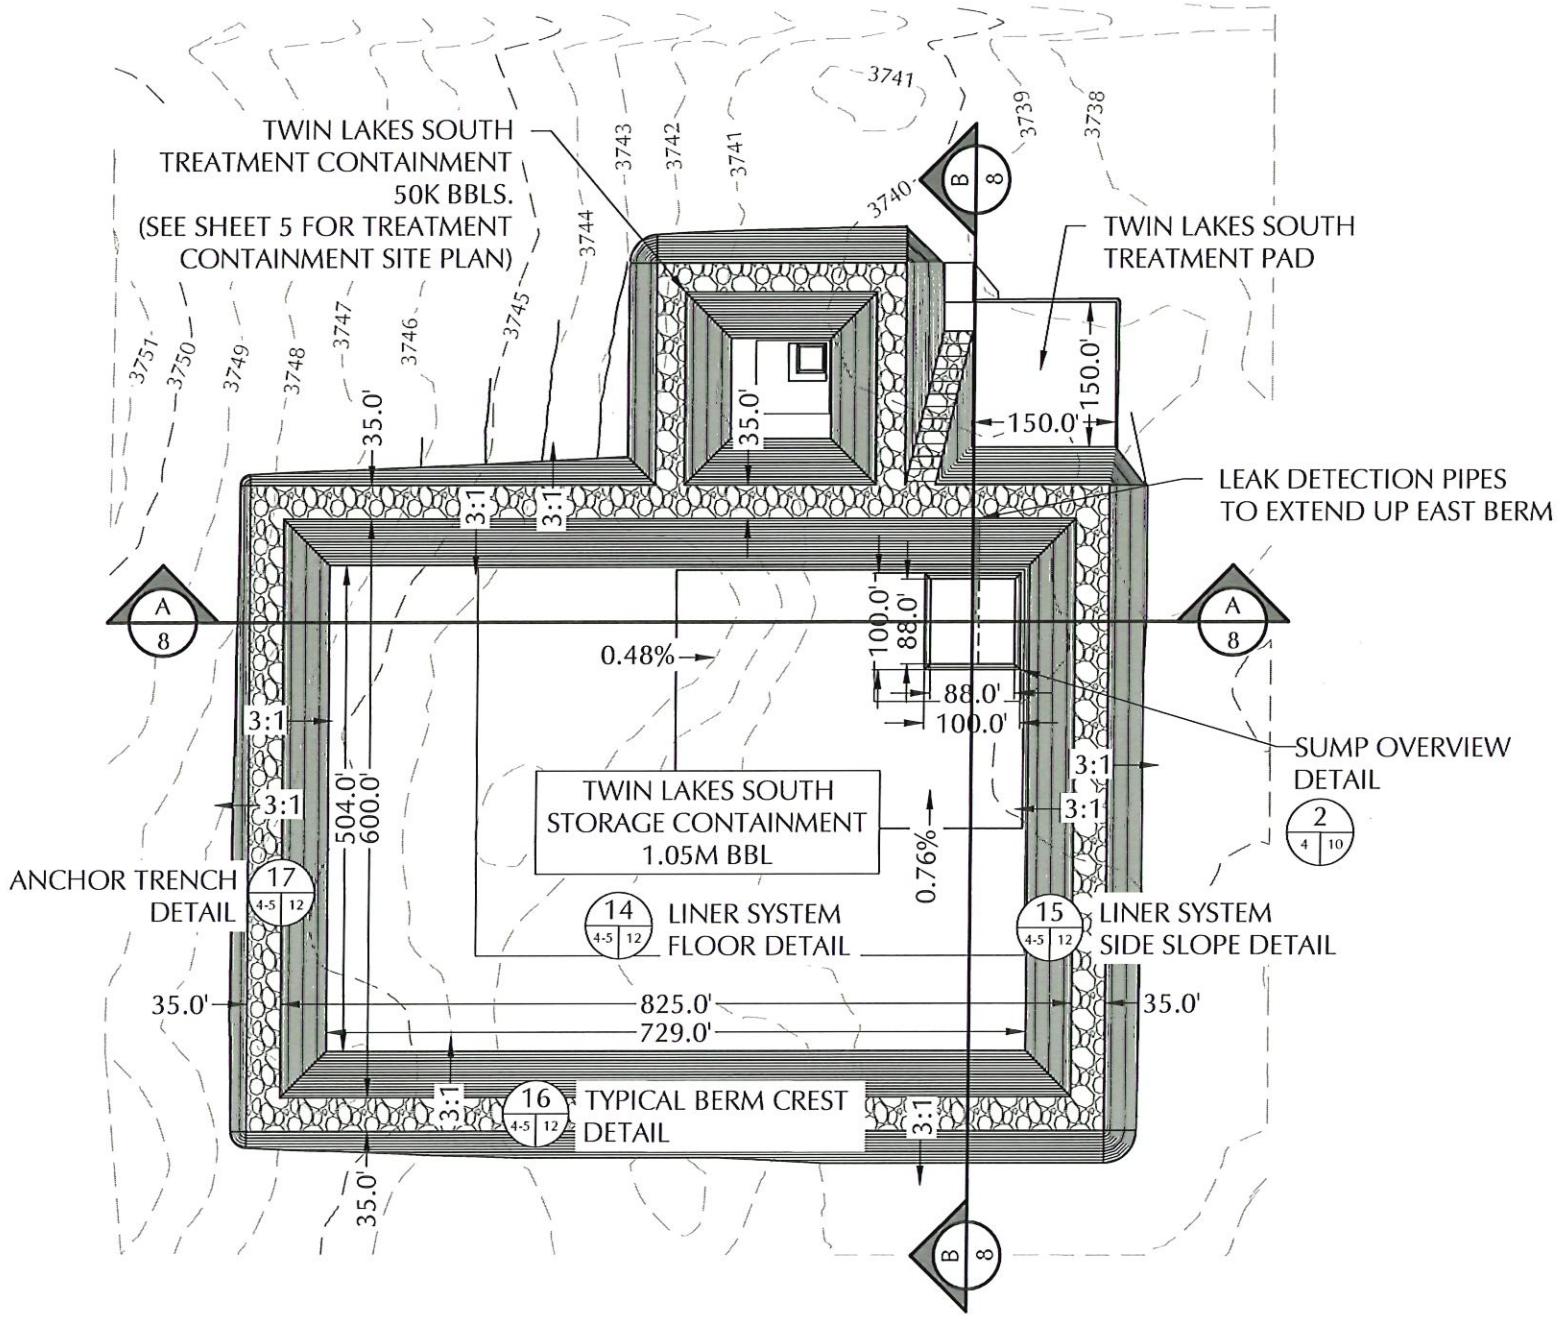 3741
3739
3738
3743
3742
3741
TWIN LAKES SOUTH
TREATMENT CONTAINMENT
50K BBLS.
(SEE SHEET 5 FOR TREATMENT
CONTAINMENT SITE PLAN)
B
8
3740
TWIN LAKES SOUTH
TREATMENT PAD
3744
3745
3747
3746
3751
3750
3749
3748
150.0'
150.0'
35.0'
35.0'
3:1
3:1
LEAK DETECTION PIPES
TO EXTEND UP EAST BERM
A
8
A
8
100.0'
88.0'
0.48%
88.0'
100.0'
3:1
SUMP OVERVIEW
DETAIL
2
4
10
3:1
3:1
3:1
504.0'
600.0'
TWIN LAKES SOUTH
STORAGE CONTAINMENT
1.05M BBL
0.76%
ANCHOR TRENCH
DETAIL
17
4-5
12
14
4-5
12
LINER SYSTEM
FLOOR DETAIL
15
4-5
12
LINER SYSTEM
SIDE SLOPE DETAIL
35.0'
825.0'
35.0'
729.0'
3:1
16
4-5
12
TYPICAL BERM CREST
DETAIL
3:1
35.0'
B
8